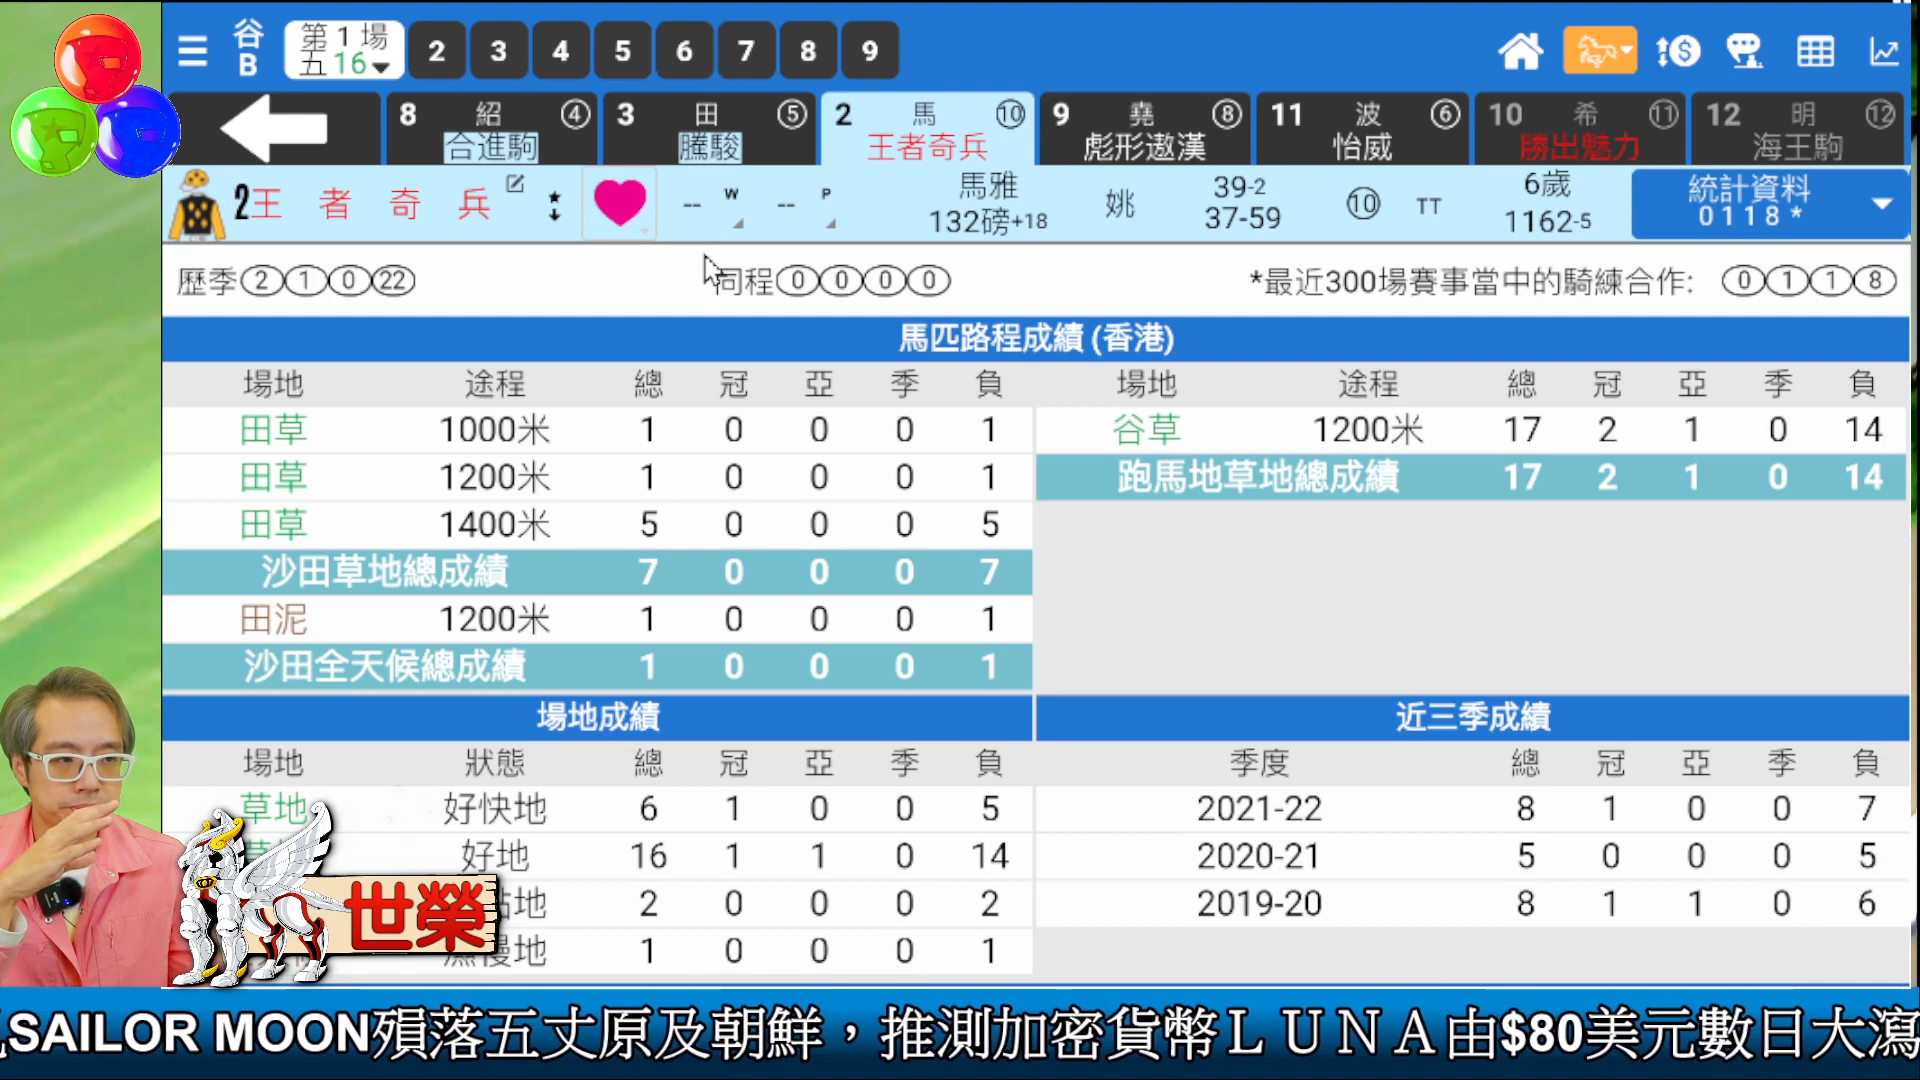 谷B 第1場 五16 2 3 4 5 6 7 8 9
8 紹 ④ 合進駒
3 田 ⑤ 騰駿
2 馬 ⑩ 王者奇兵
9 堯 ⑧ 彪形遨漢
11 波 ⑥ 怡威
10 希 ⑪ 勝出魅力
12 明 ⑫ 海王駒
2 王者奇兵 -- W -- P 馬雅 132磅+18 姚 39-2 37-59 ⑩ TT 6歲 1162-5 統計資料 0118*
歷季②①⓪㉒ 同程⓪⓪⓪⓪ *最近300場賽事當中的騎練合作: ⓪①①⑧
馬匹路程成績 (香港)
場地 途程 總 冠 亞 季 負 場地 途程 總 冠 亞 季 負
田草 1000米 1 0 0 0 1 谷草 1200米 17 2 1 0 14
田草 1200米 1 0 0 0 1 跑馬地草地總成績 17 2 1 0 14
田草 1400米 5 0 0 0 5
沙田草地總成績 7 0 0 0 7
田泥 1200米 1 0 0 0 1
沙田全天候總成績 1 0 0 0 1
場地成績 近三季成績
場地 狀態 總 冠 亞 季 負 季度 總 冠 亞 季 負
草地 好快地 6 1 0 0 5 2021-22 8 1 0 0 7
好地 16 1 1 0 14 2020-21 5 0 0 0 5
地 2 0 0 0 2 2019-20 8 1 1 0 6
地 1 0 0 0 1
世榮
SAILOR MOON殞落五丈原及朝鮮，推測加密貨幣ＬＵＮＡ由$80美元數日大瀉